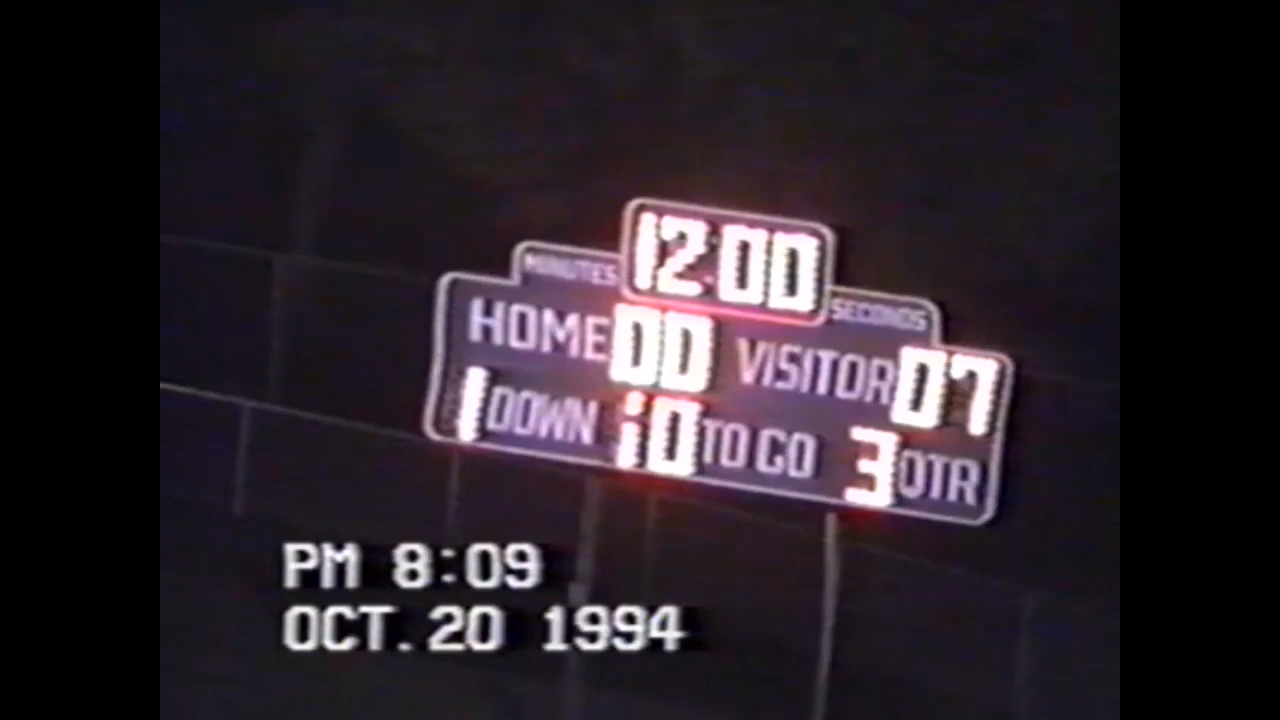 12:00
MINUTES SECONDS
HOME 00 VISITOR 07
1 DOWN 10 TO GO 3 QTR
PM 8:09
OCT. 20 1994